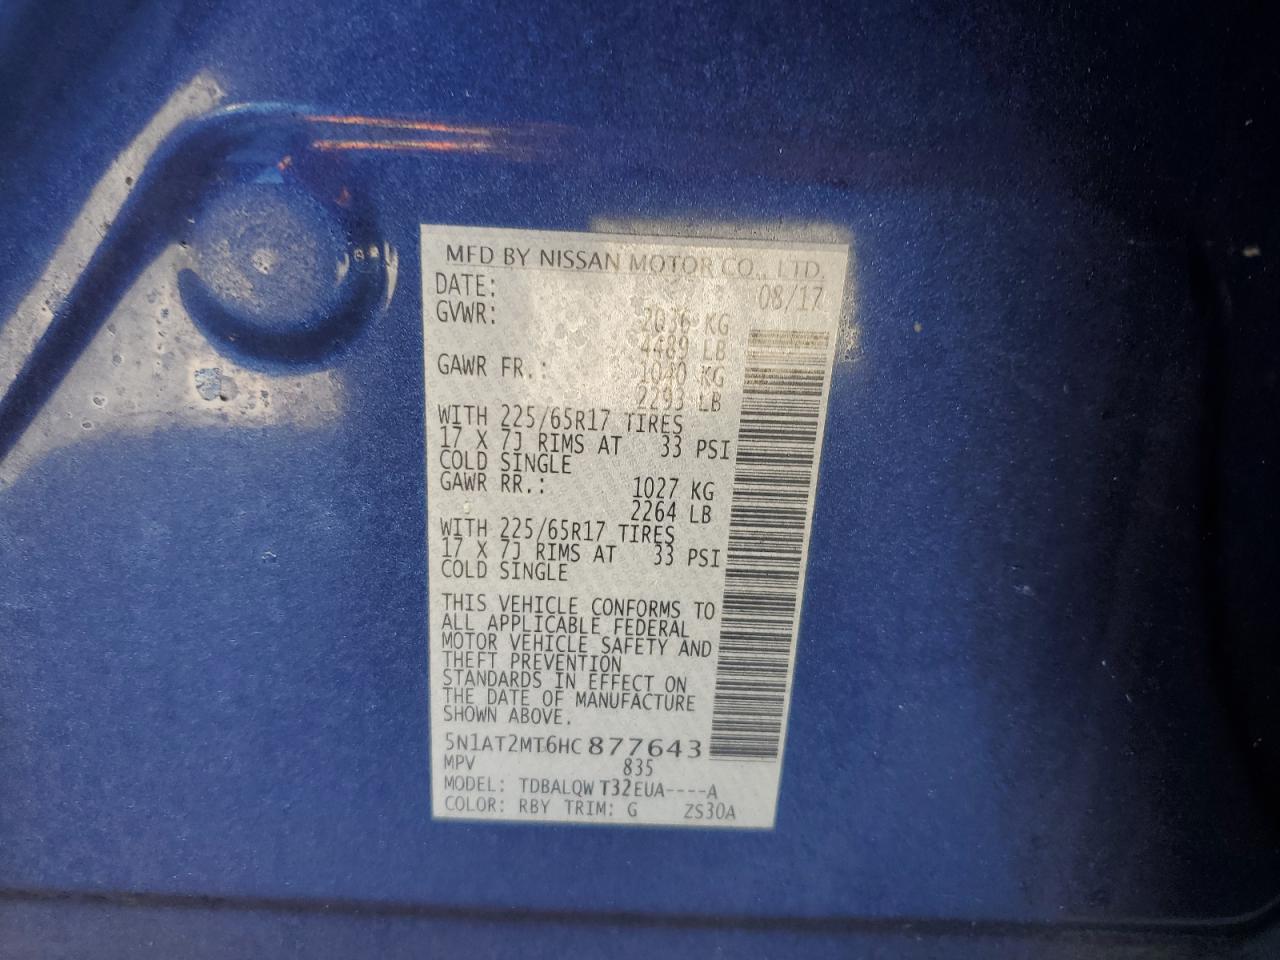 MFD BY NISSAN MOTOR CO., LTD.
DATE: 08/17
GVWR: 2036 KG
4489 LB
GAWR FR.: 1040 KG
2293 LB
WITH 225/65R17 TIRES
17 X 7J RIMS AT 33 PSI
COLD SINGLE
GAWR RR.: 1027 KG
2264 LB
WITH 225/65R17 TIRES
17 X 7J RIMS AT 33 PSI
COLD SINGLE
THIS VEHICLE CONFORMS TO
ALL APPLICABLE FEDERAL
MOTOR VEHICLE SAFETY AND
THEFT PREVENTION
STANDARDS IN EFFECT ON
THE DATE OF MANUFACTURE
SHOWN ABOVE.
5N1AT2MT6HC877643
MPV 835
MODEL: TDBALQW T32EUA----A
COLOR: RBY TRIM: G ZS30A